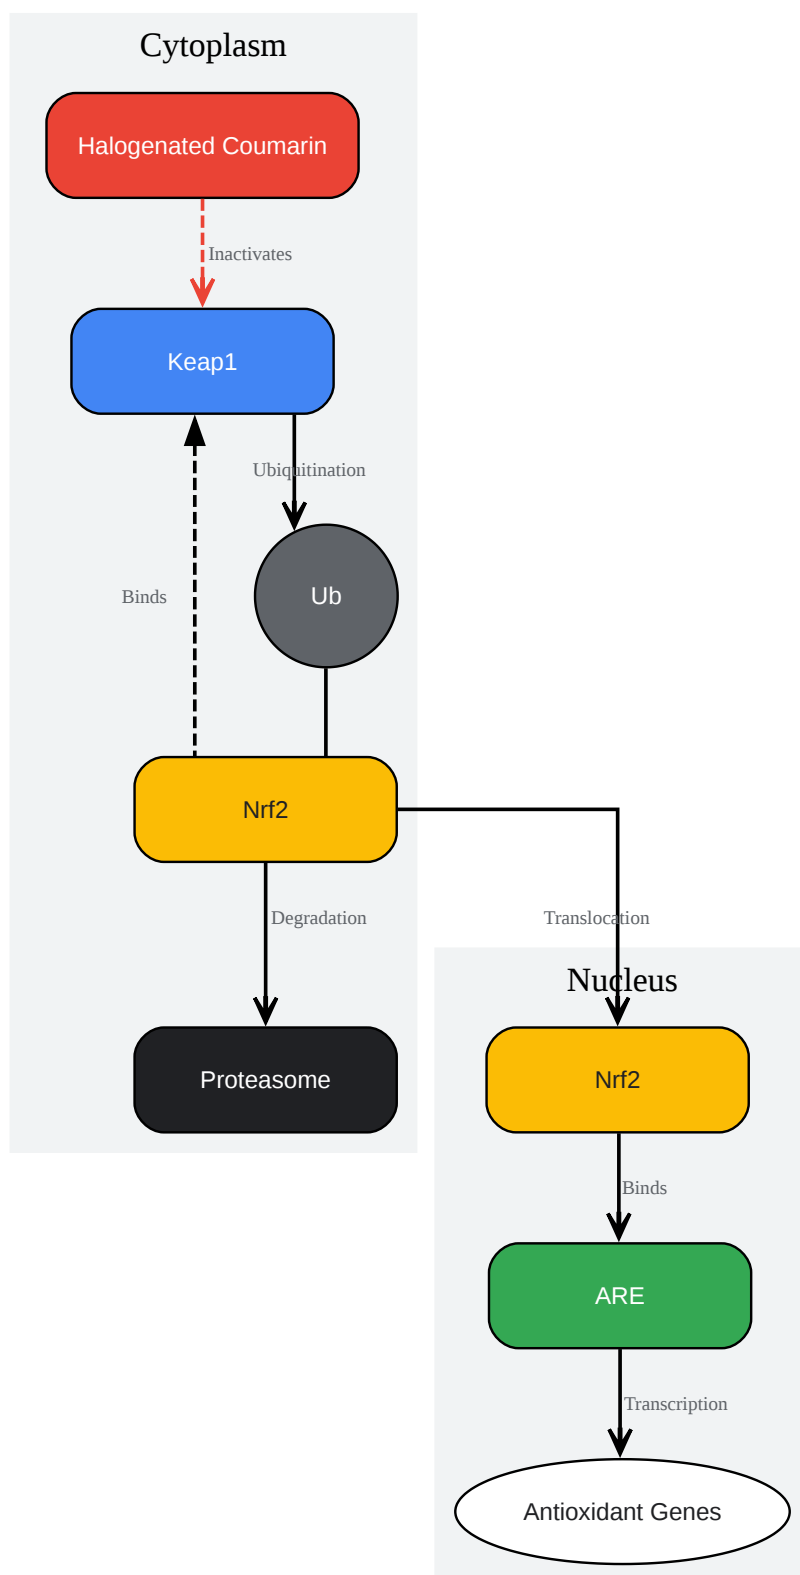 Cytoplasm
Halogenated Coumarin
Inactivates
Keap1
Ubiquitination
Ub
Binds
Nrf2
Degradation
Translocation
Nucleus
Proteasome
Nrf2
Binds
ARE
Transcription
Antioxidant Genes